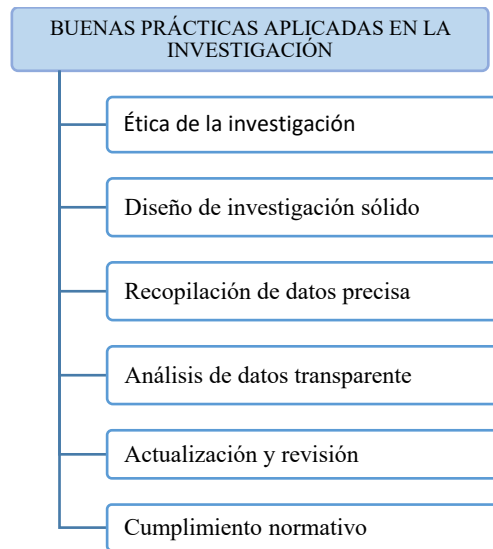 BUENAS PRÁCTICAS APLICADAS EN LA
INVESTIGACIÓN
Ética de la investigación
Diseño de investigación sólido
Recopilación de datos precisa
Análisis de datos transparente
Actualización y revisión
Cumplimiento normativo